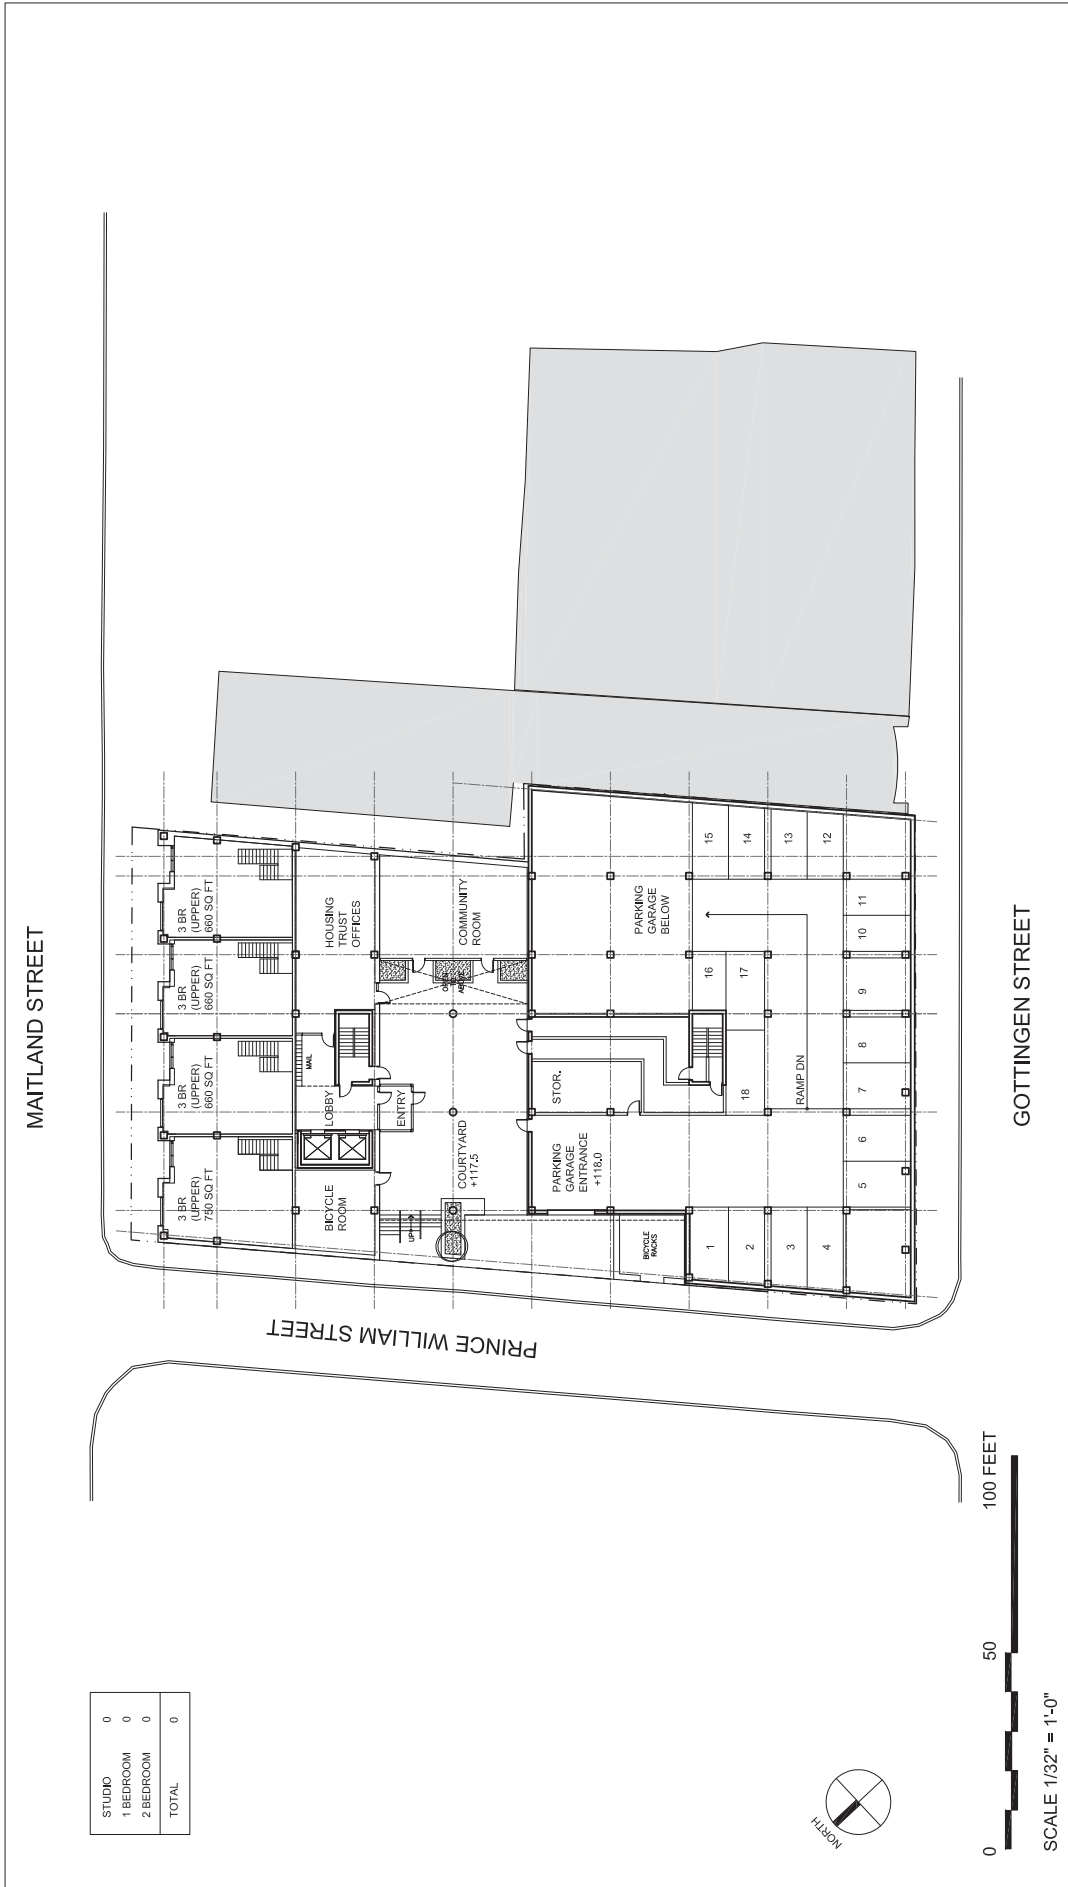 MAITLAND STREET
3 BR
(UPPER)
750 SQ FT
3 BR
(UPPER)
660 SQ FT
3 BR
(UPPER)
660 SQ FT
3 BR
(UPPER)
660 SQ FT
BICYCLE
ROOM
LOBBY
MAIL
HOUSING
TRUST
OFFICES
UP
ENTRY
COURTYARD
+117.5
OPEN
TO
ABOVE
COMMUNITY
ROOM
PARKING
GARAGE
ENTRANCE
+118.0
STOR.
PARKING
GARAGE
BELOW
BICYCLE
RACKS
1
2
3
4
5
6
7
8
9
10
11
12
13
14
15
16
17
18
RAMP DN
PRINCE WILLIAM STREET
GOTTINGEN STREET
STUDIO 0
1 BEDROOM 0
2 BEDROOM 0
TOTAL 0
NORTH
0 50 100 FEET
SCALE 1/32" = 1'-0"